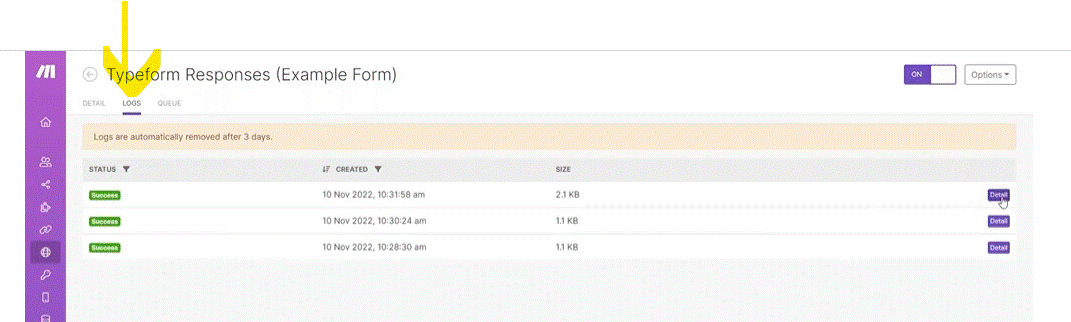 Typeform Responses (Example Form)
ON
Options
DETAIL LOGS QUEUE
Logs are automatically removed after 3 days.
STATUS CREATED SIZE
Success 10 Nov 2022, 10:31:58 am 2.1 KB Detail
Success 10 Nov 2022, 10:30:24 am 1.1 KB Detail
Success 10 Nov 2022, 10:28:30 am 1.1 KB Detail